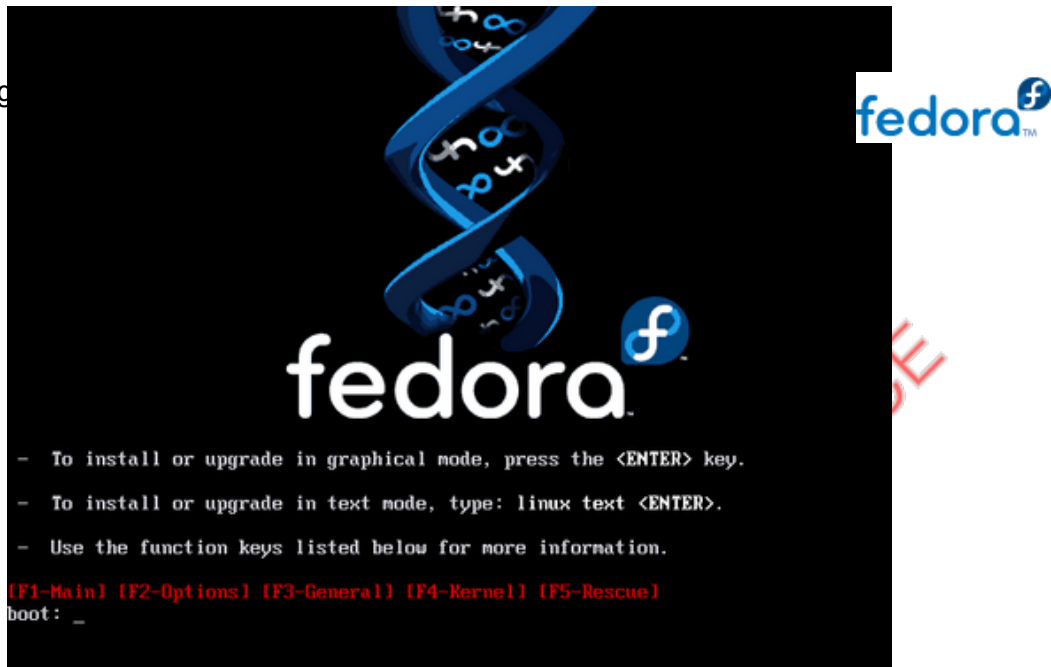 g
fedora
TM
fedora
- To install or upgrade in graphical mode, press the <ENTER> key.
- To install or upgrade in text mode, type: linux text <ENTER>.
- Use the function keys listed below for more information.
[F1-Main] [F2-Options] [F3-General] [F4-Kernel] [F5-Rescue]
boot: _